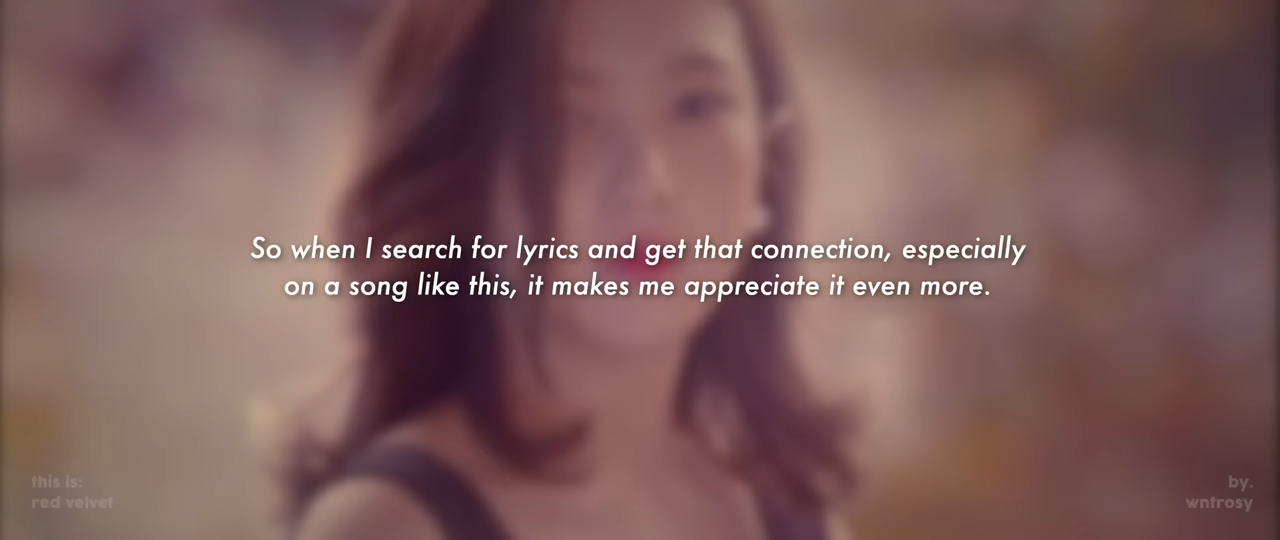 So when I search for lyrics and get that connection, especially
on a song like this, it makes me appreciate it even more.
this is:
red velvet
by.
wntrosy